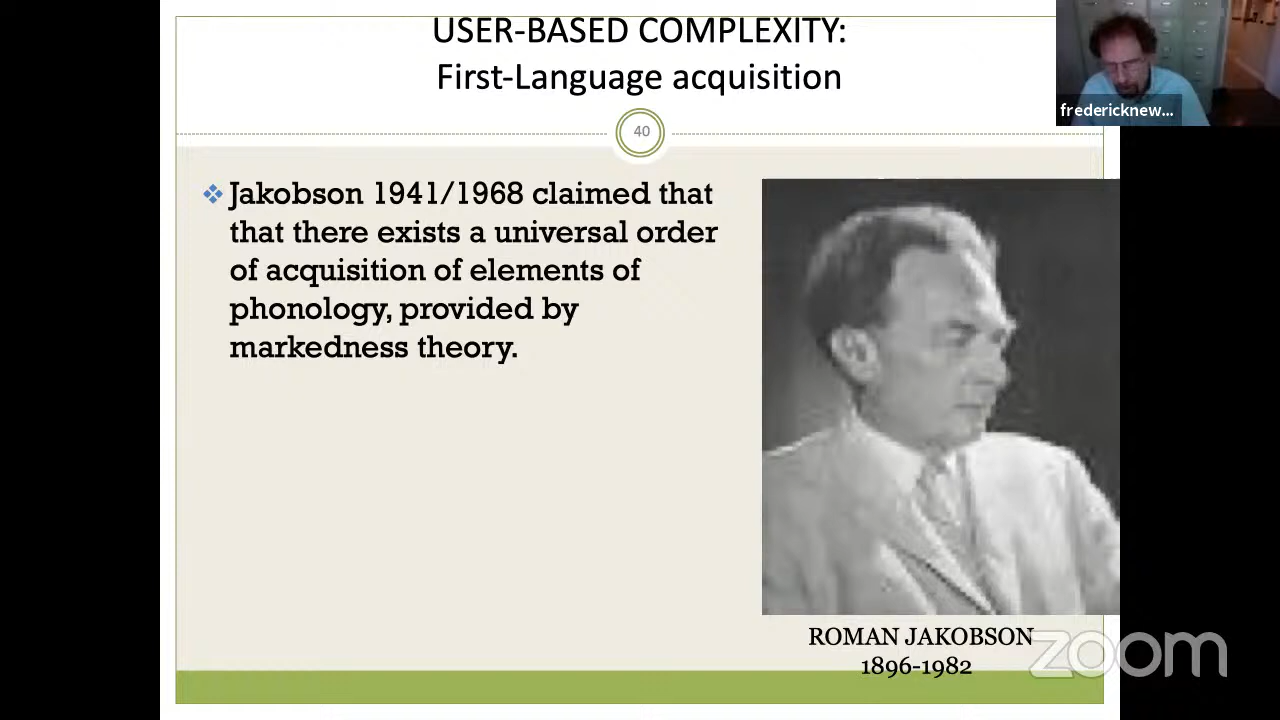 USER-BASED COMPLEXITY:
First-Language acquisition
fredericknew...
40
Jakobson 1941/1968 claimed that
that there exists a universal order
of acquisition of elements of
phonology, provided by
markedness theory.
ROMAN JAKOBSON
1896-1982
zoom